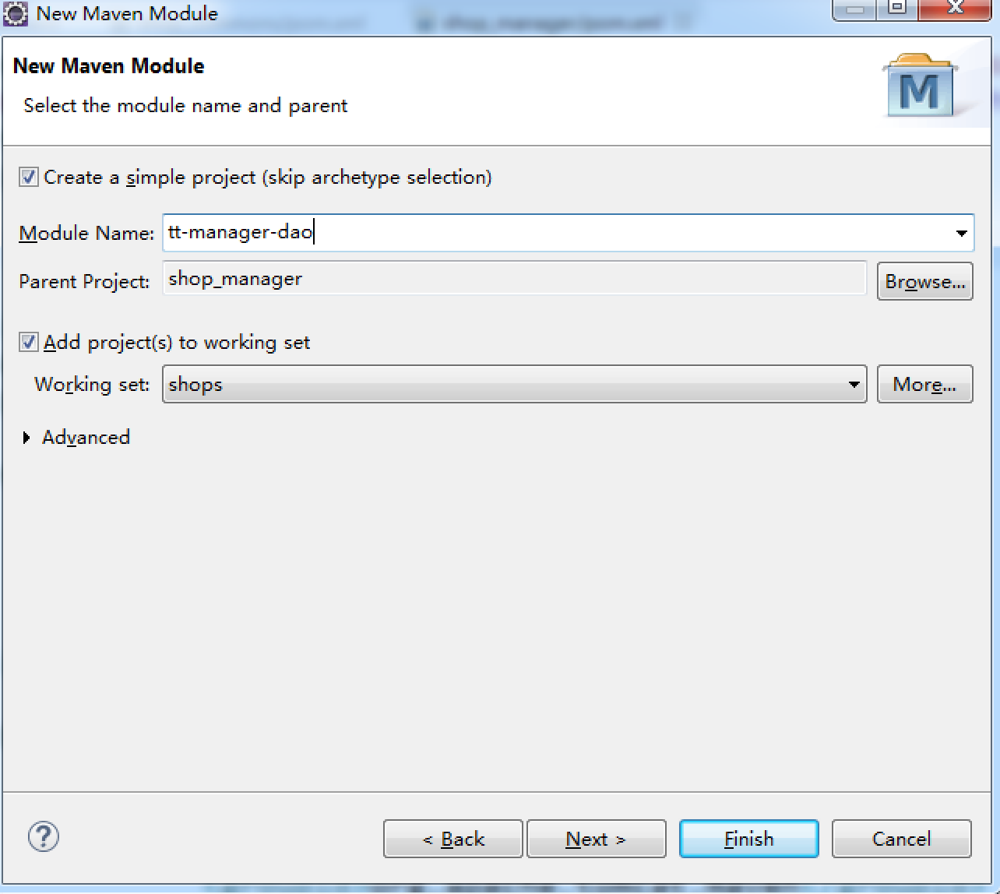 New Maven Module
New Maven Module
Select the module name and parent
M
Create a simple project (skip archetype selection)
Module Name: tt-manager-dao
Parent Project: shop_manager Browse...
Add project(s) to working set
Working set: shops More...
Advanced
? < Back Next > Finish Cancel